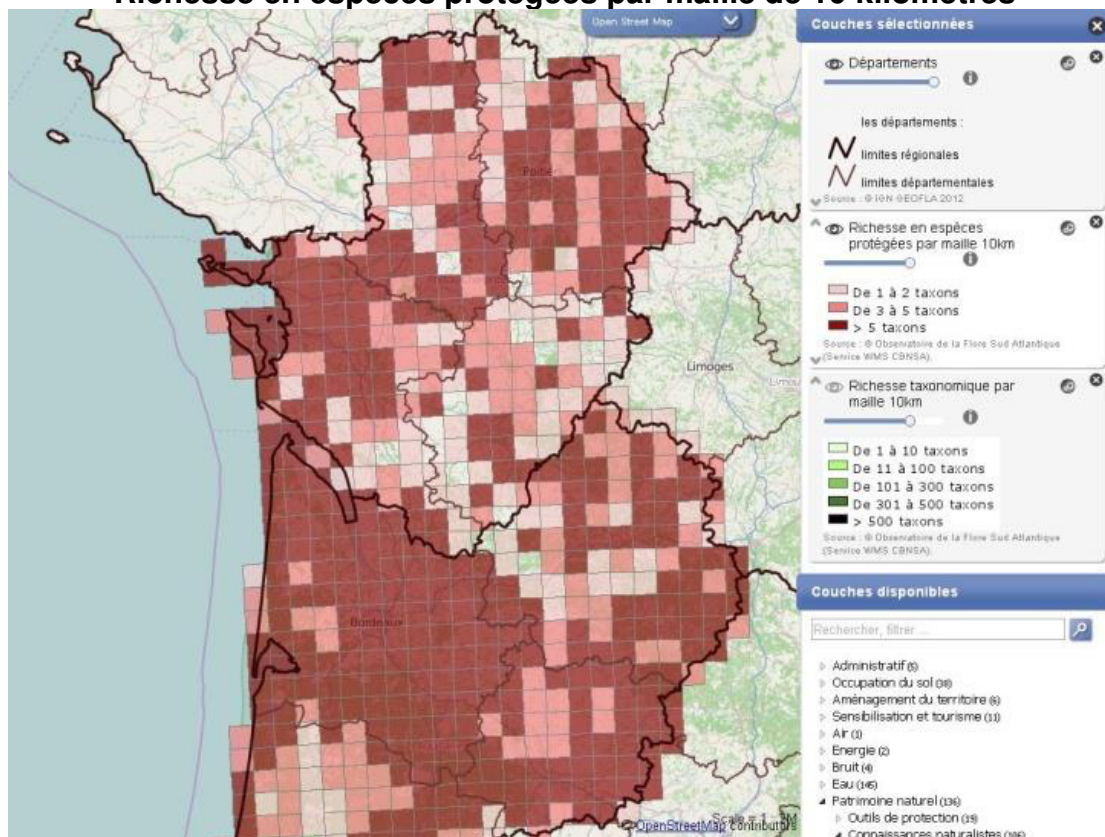 Richesse en espèces protégées par maille de 10 kilomètres
Open Street Map
Couches sélectionnées
Départements
les départements :
limites régionales
limites départementales
Source : © IGN GEOFLA 2012
Richesse en espèces
protégées par maille 10km
De 1 à 2 taxons
De 3 à 5 taxons
> 5 taxons
Source : © Observatoire de la Flore Sud Atlantique
(Service WMS CBNSA).
Richesse taxonomique par
maille 10km
De 1 à 10 taxons
De 11 à 100 taxons
De 101 à 300 taxons
De 301 à 500 taxons
> 500 taxons
Source : © Observatoire de la Flore Sud Atlantique
(Service WMS CBNSA).
Couches disponibles
Rechercher, filtrer ...
Administratif (5)
Occupation du sol (38)
Aménagement du territoire (6)
Sensibilisation et tourisme (11)
Air (1)
Energie (2)
Bruit (4)
Eau (145)
Patrimoine naturel (136)
Outils de protection (19)
Connaissances naturalistes
Limoges
Bordeaux
Scale = 1 :
© OpenStreetMap contributors